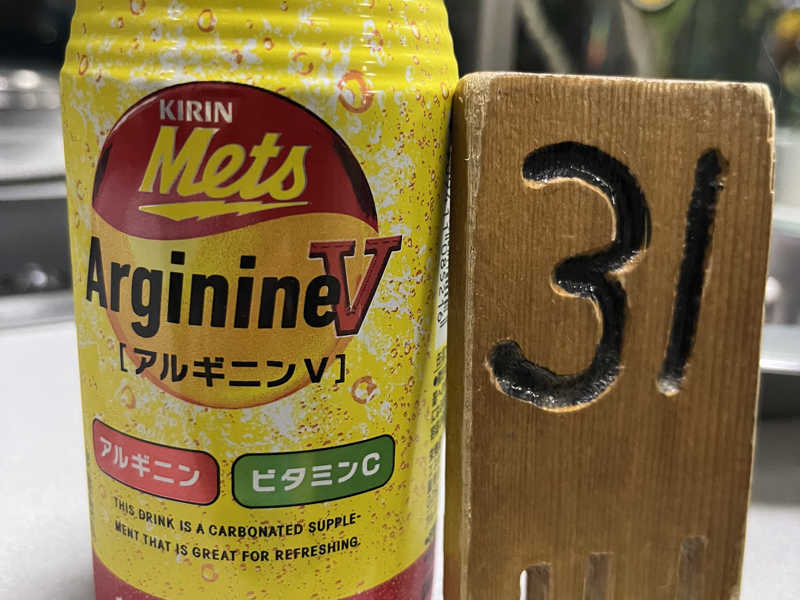 KIRIN
Mets
Arginine V
[アルギニンV]
アルギニン
ビタミンC
THIS DRINK IS A CARBONATED SUPPLE-
MENT THAT IS GREAT FOR REFRESHING.
31